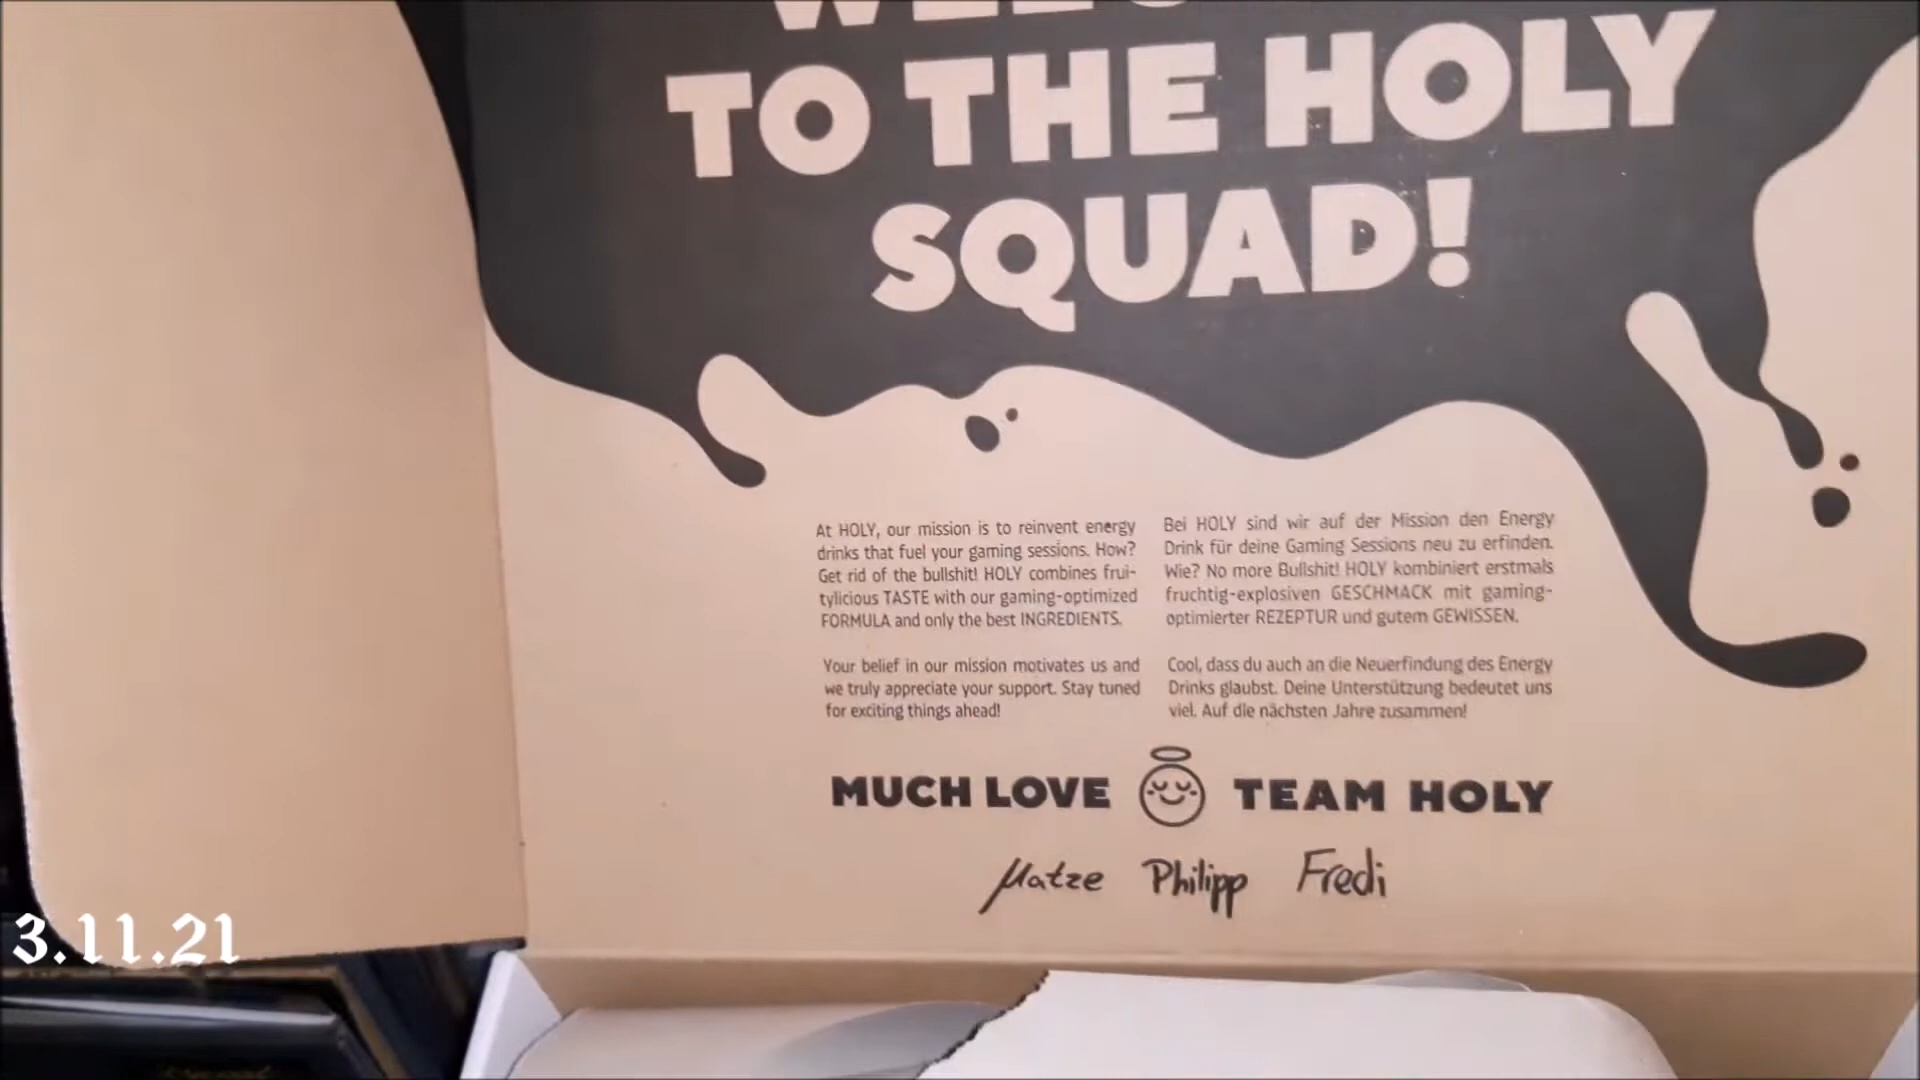 TO THE HOLY
SQUAD!
At HOLY, our mission is to reinvent energy
drinks that fuel your gaming sessions. How?
Get rid of the bullshit! HOLY combines frui-
tylicious TASTE with our gaming-optimized
FORMULA and only the best INGREDIENTS.
Your belief in our mission motivates us and
we truly appreciate your support. Stay tuned
for exciting things ahead!
Bei HOLY sind wir auf der Mission den Energy
Drink für deine Gaming Sessions neu zu erfinden.
Wie? No more Bullshit! HOLY kombiniert erstmals
fruchtig-explosiven GESCHMACK mit gaming-
optimierter REZEPTUR und gutem GEWISSEN.
Cool, dass du auch an die Neuerfindung des Energy
Drinks glaubst. Deine Unterstützung bedeutet uns
viel. Auf die nächsten Jahre zusammen!
MUCH LOVE TEAM HOLY
Matze Philipp Fredi
3.11.21